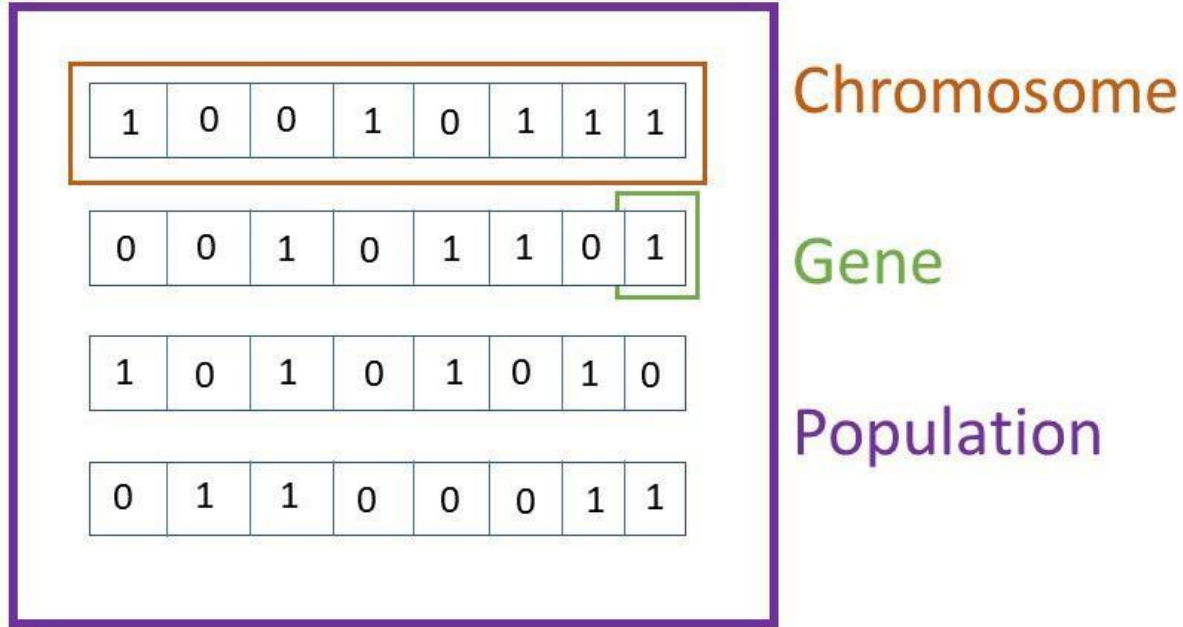 1 0 0 1 0 1 1 1
Chromosome
0 0 1 0 1 1 0 1
Gene
1 0 1 0 1 0 1 0
Population
0 1 1 0 0 0 1 1